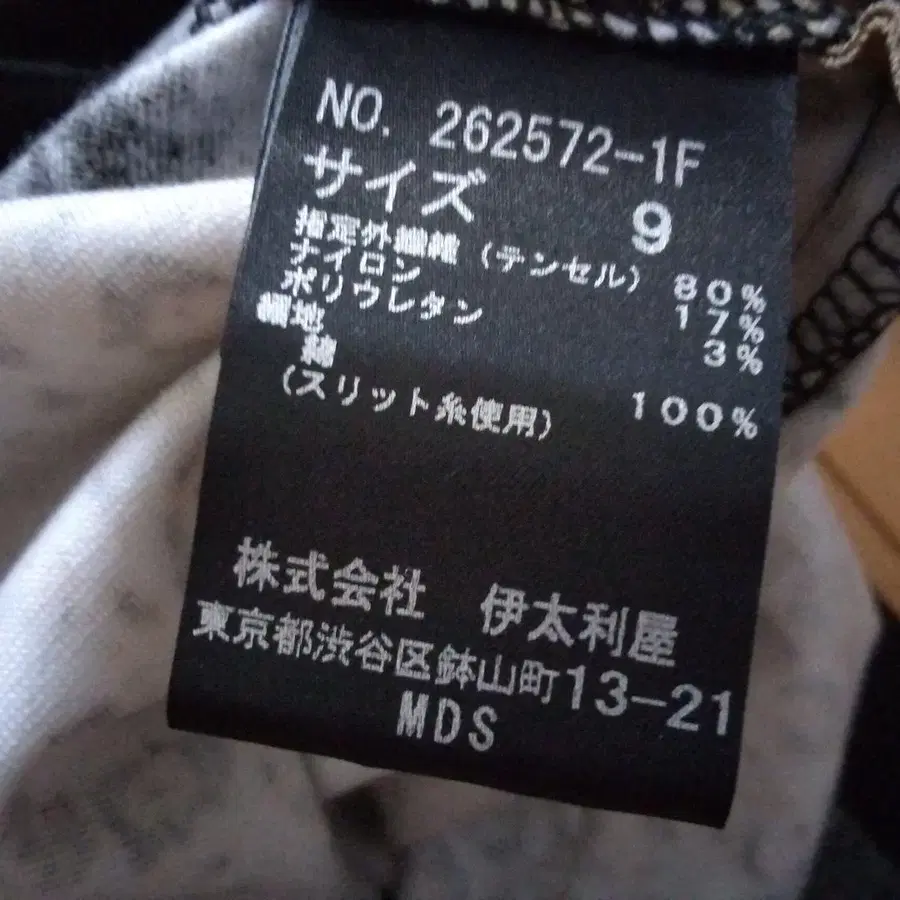 NO. 262572-1F
サイズ 9
指定外繊維 (テンセル) 80%
ナイロン 17%
ポリウレタン 3%
地
綿 100%
(スリット糸使用)
株式会社 伊太利屋
東京都渋谷区鉢山町13-21
MDS